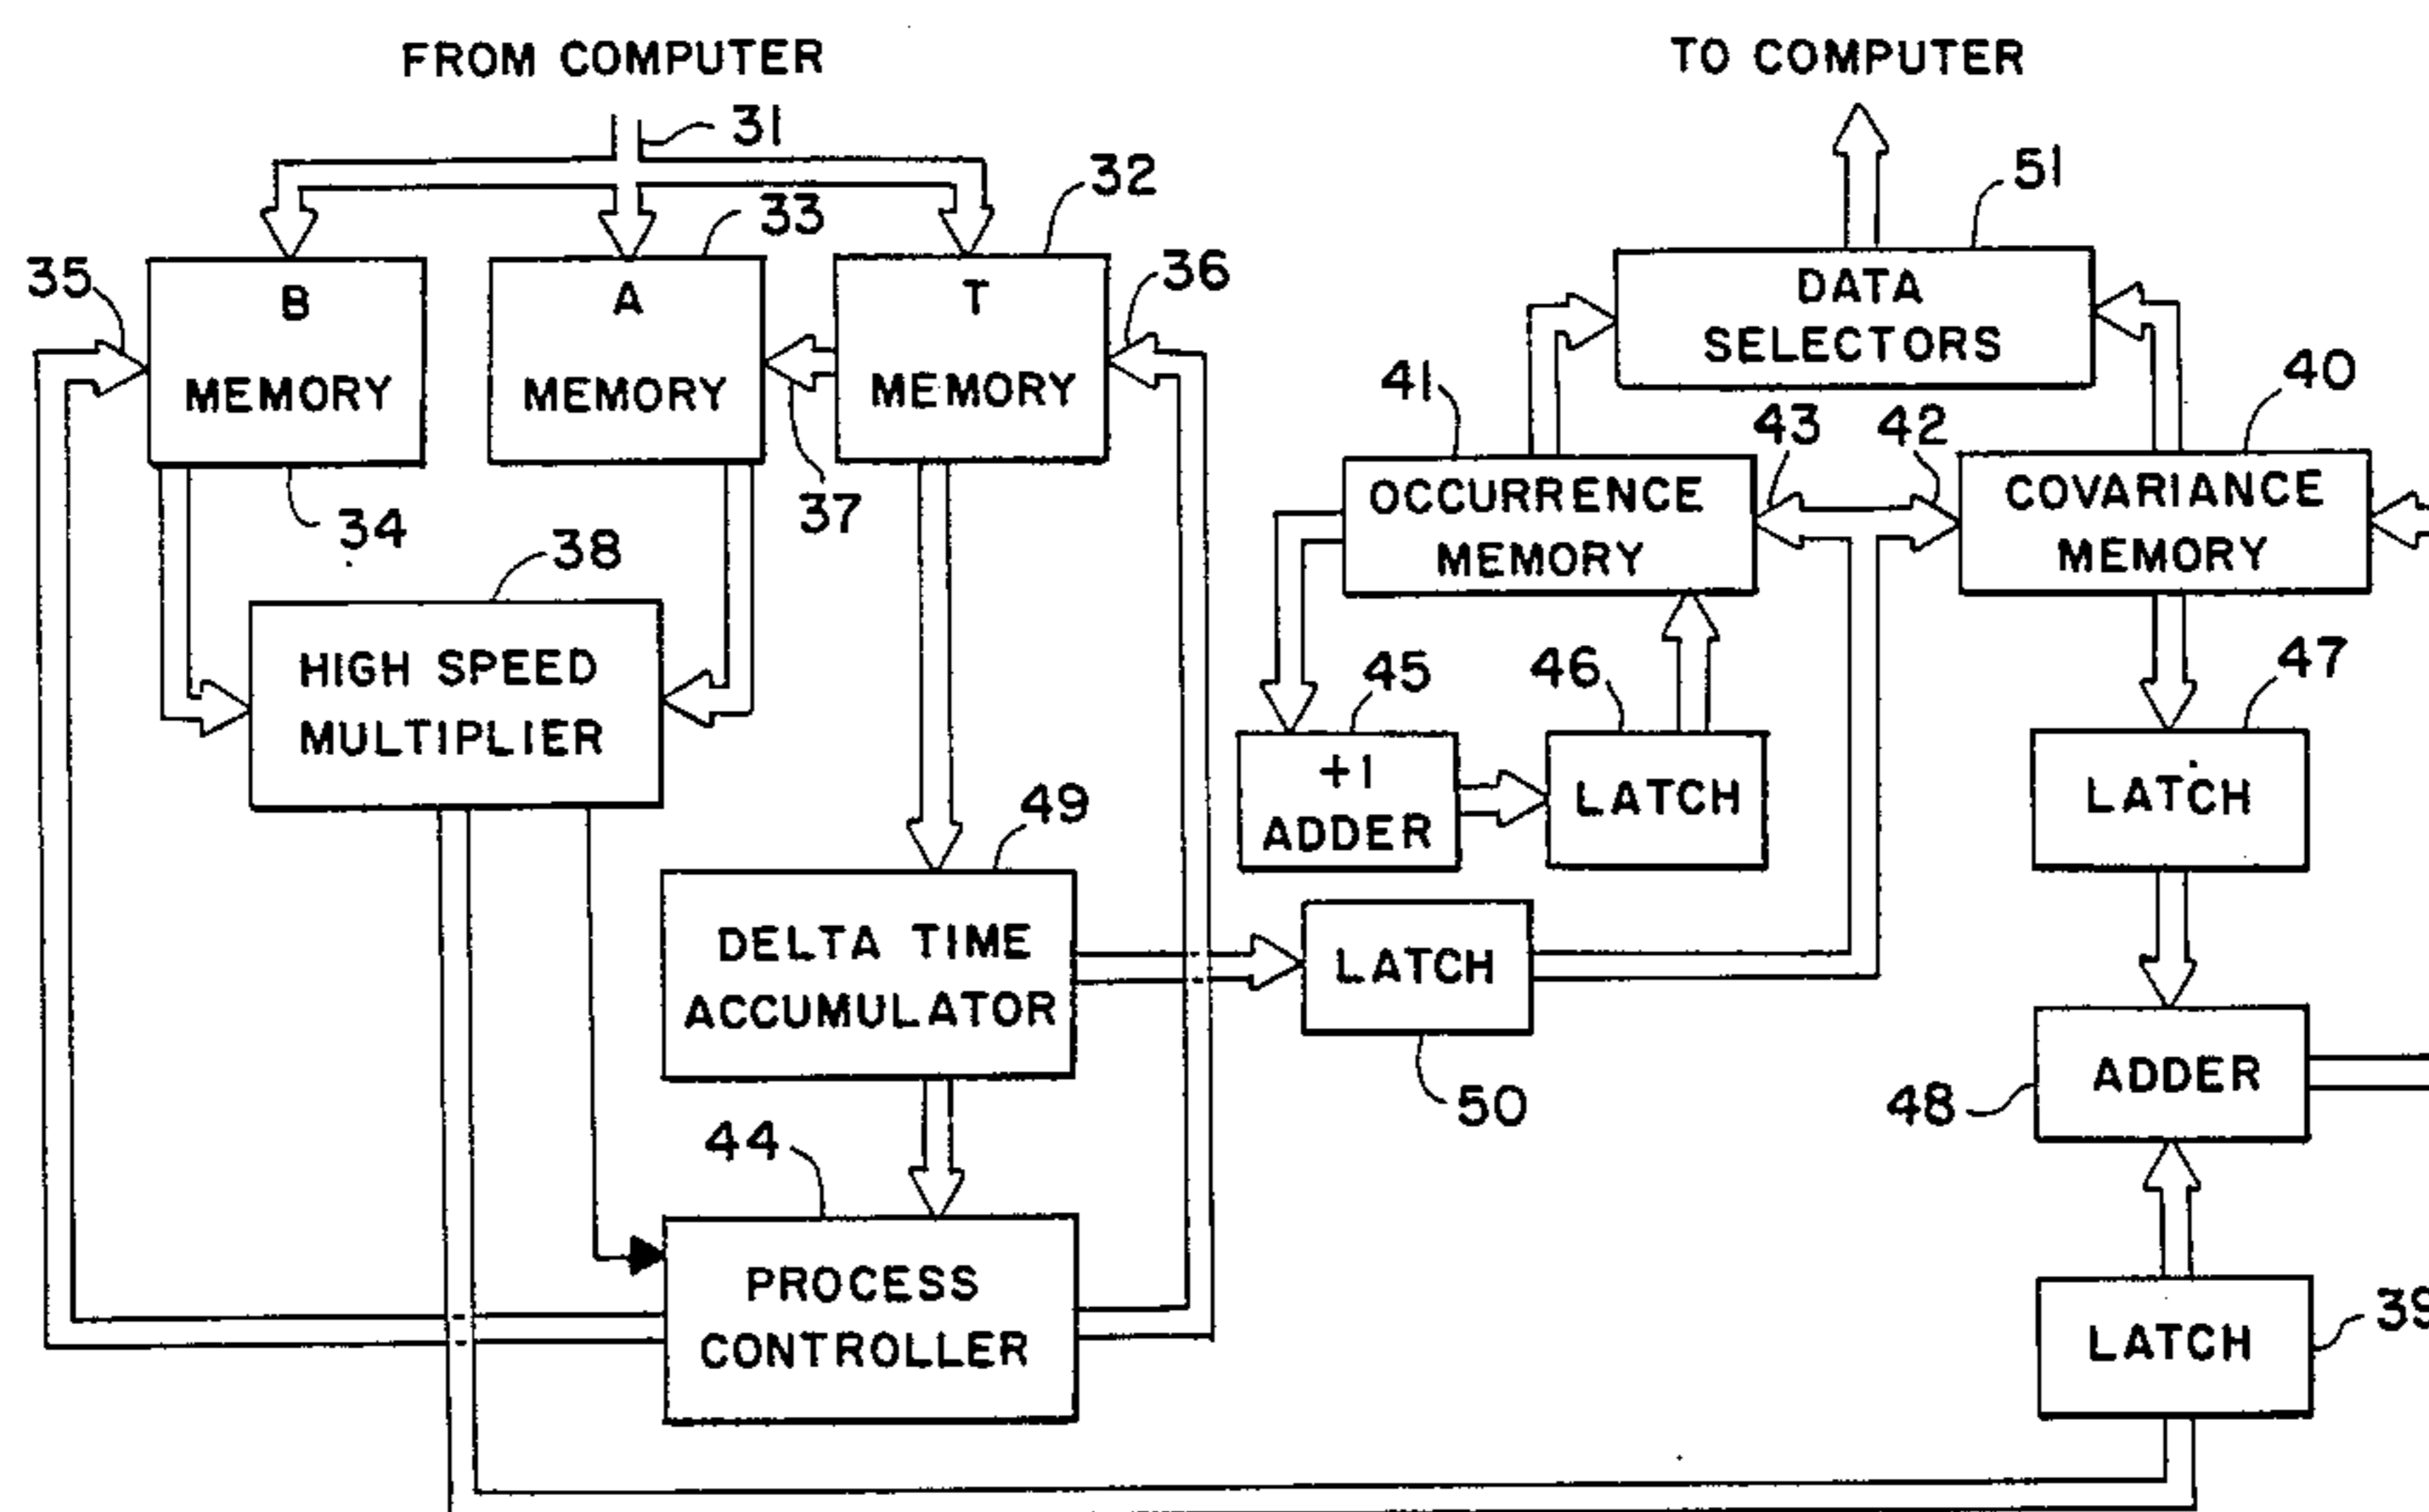 FROM COMPUTER
TO COMPUTER
31
32
33
51
35
B
MEMORY
A
MEMORY
T
MEMORY
36
DATA
SELECTORS
41
43
42
40
34
37
38
OCCURRENCE
MEMORY
COVARIANCE
MEMORY
HIGH SPEED
MULTIPLIER
45
46
47
+1
ADDER
LATCH
LATCH
49
DELTA TIME
ACCUMULATOR
LATCH
50
ADDER
48
44
PROCESS
CONTROLLER
LATCH
39